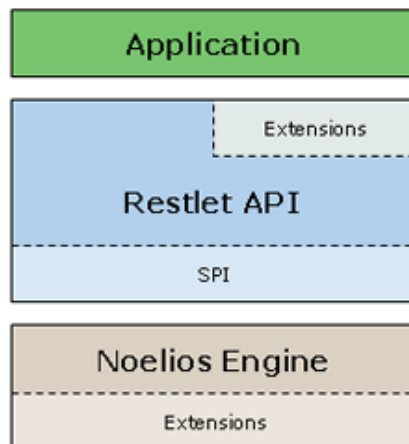 Application
Extensions
Restlet API
SPI
Noelios Engine
Extensions